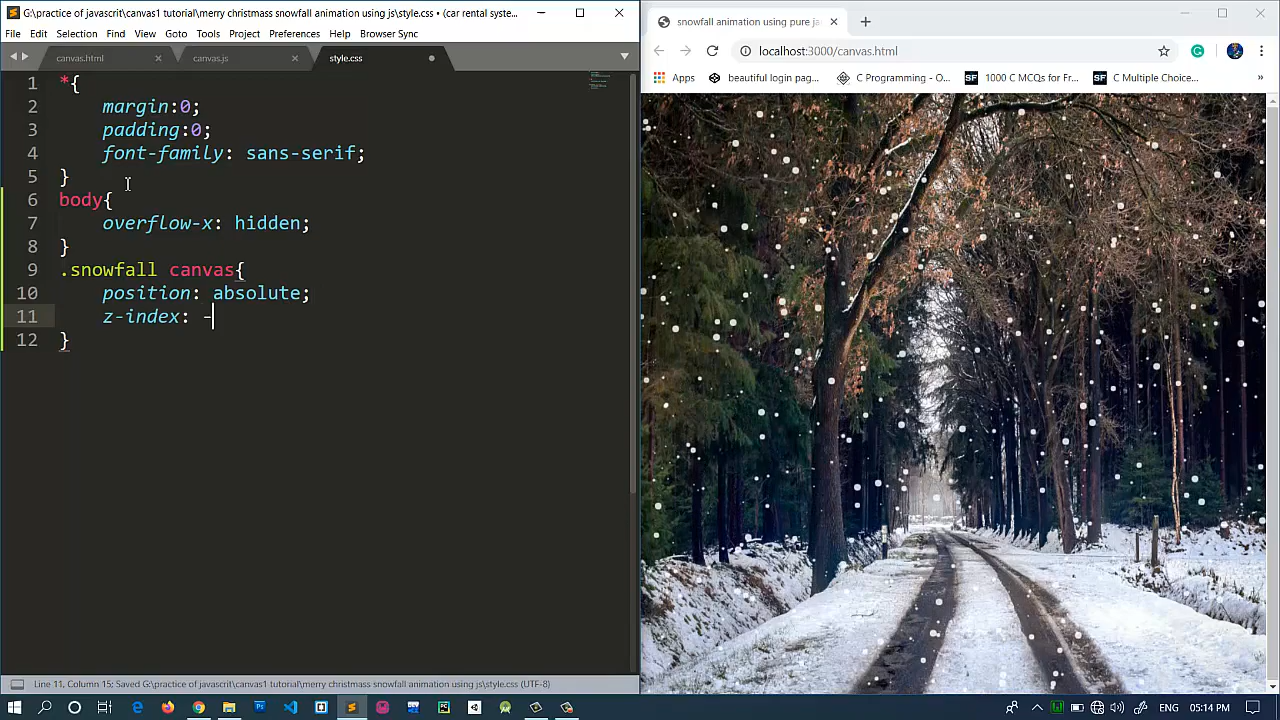 G:\practice of javascrit\canvas1 tutorial\merry christmass snowfall animation using js\style.css • (car rental syste...
File Edit Selection Find View Goto Tools Project Preferences Help Browser Sync
canvas.html canvas.js style.css
1 *{
2 margin:0;
3 padding:0;
4 font-family: sans-serif;
5 }
6 body{
7 overflow-x: hidden;
8 }
9 .snowfall canvas{
10 position: absolute;
11 z-index: -
12 }
Line 11, Column 15; Saved G:\practice of javascrit\canvas1 tutorial\merry christmass snowfall animation using js\style.css (UTF-8)
snowfall animation using pure ja
localhost:3000/canvas.html
Apps beautiful login pag... C Programming, C... 1000 C Notes for Fr... C Multiple Choice...
ENG 05:14 PM